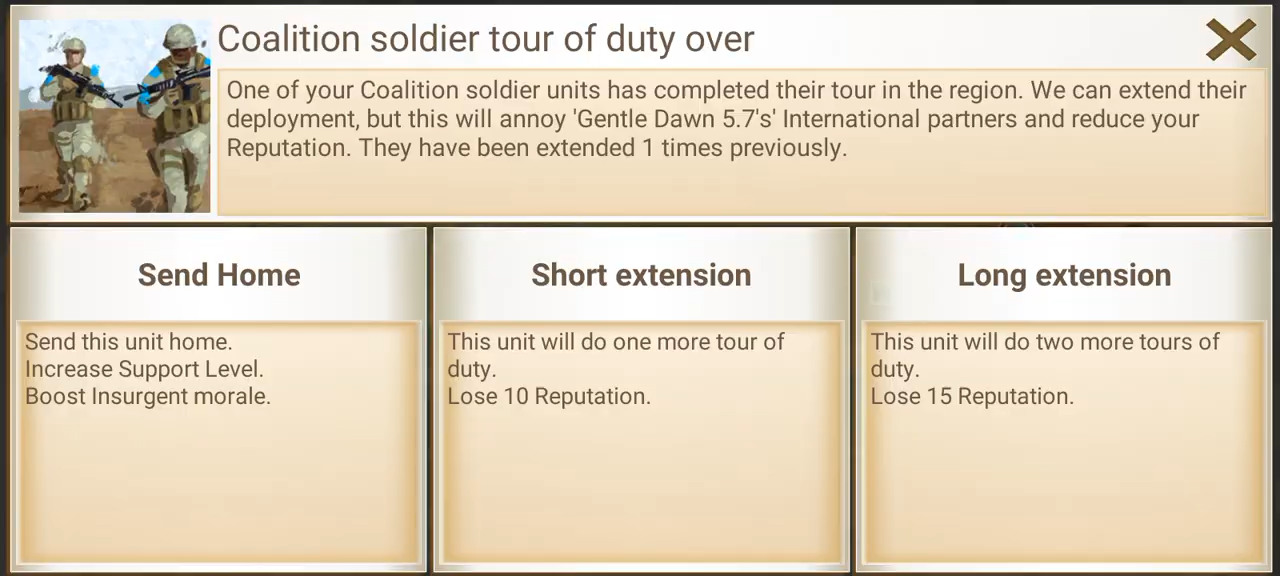 Coalition soldier tour of duty over
One of your Coalition soldier units has completed their tour in the region. We can extend their
deployment, but this will annoy 'Gentle Dawn 5.7's' International partners and reduce your
Reputation. They have been extended 1 times previously.
Send Home
Send this unit home.
Increase Support Level.
Boost Insurgent morale.
Short extension
This unit will do one more tour of
duty.
Lose 10 Reputation.
Long extension
This unit will do two more tours of
duty.
Lose 15 Reputation.